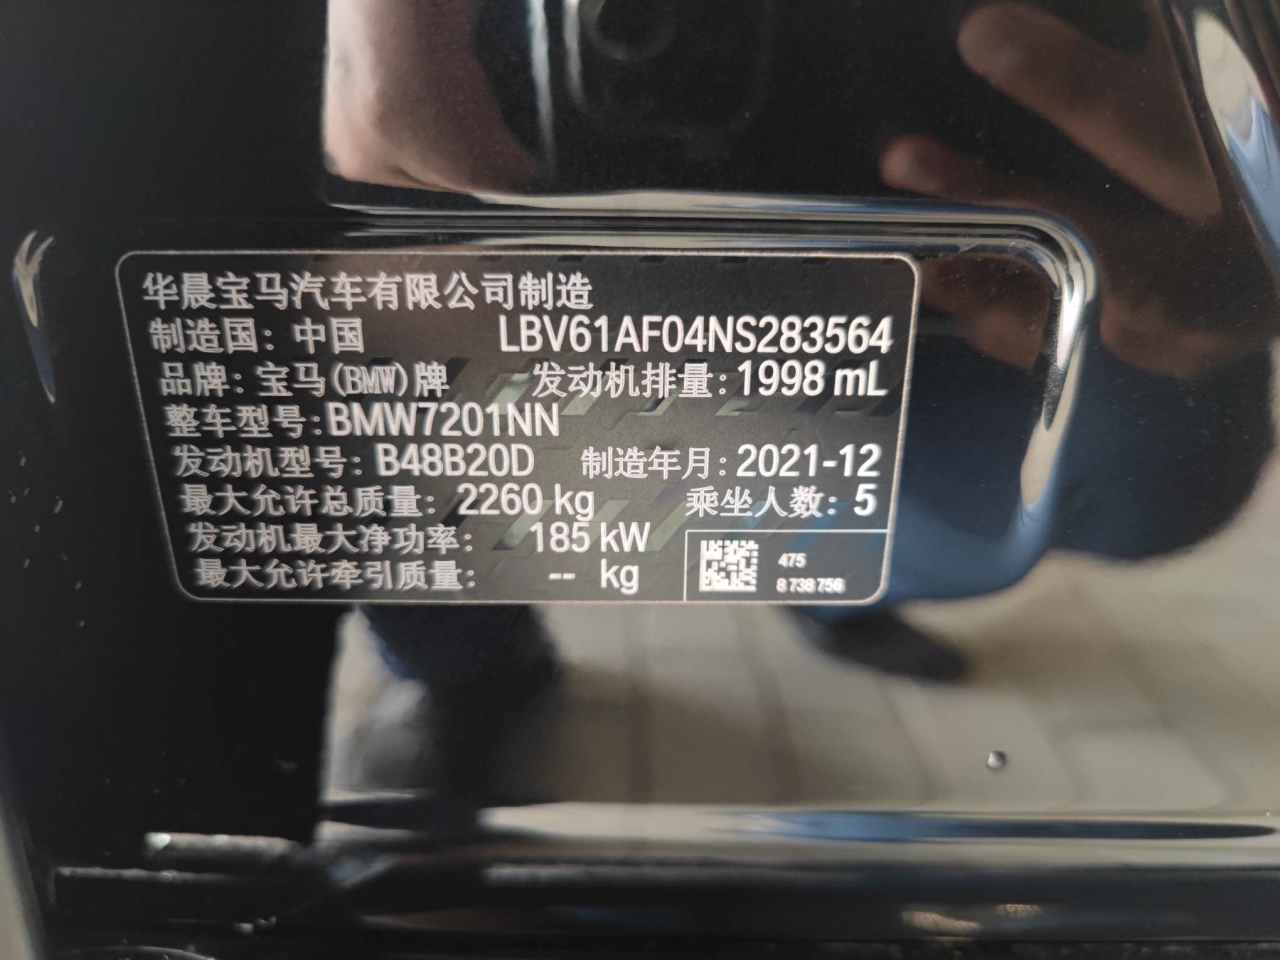 华晨宝马汽车有限公司制造
制造国：中国 LBV61AF04NS283564
品牌：宝马(BMW)牌 发动机排量：1998 mL
整车型号：BMW7201NN
发动机型号：B48B20D 制造年月：2021-12
最大允许总质量：2260 kg 乘坐人数：5
发动机最大净功率： 185 kW
最大允许牵引质量： -- kg
475
8 738 756